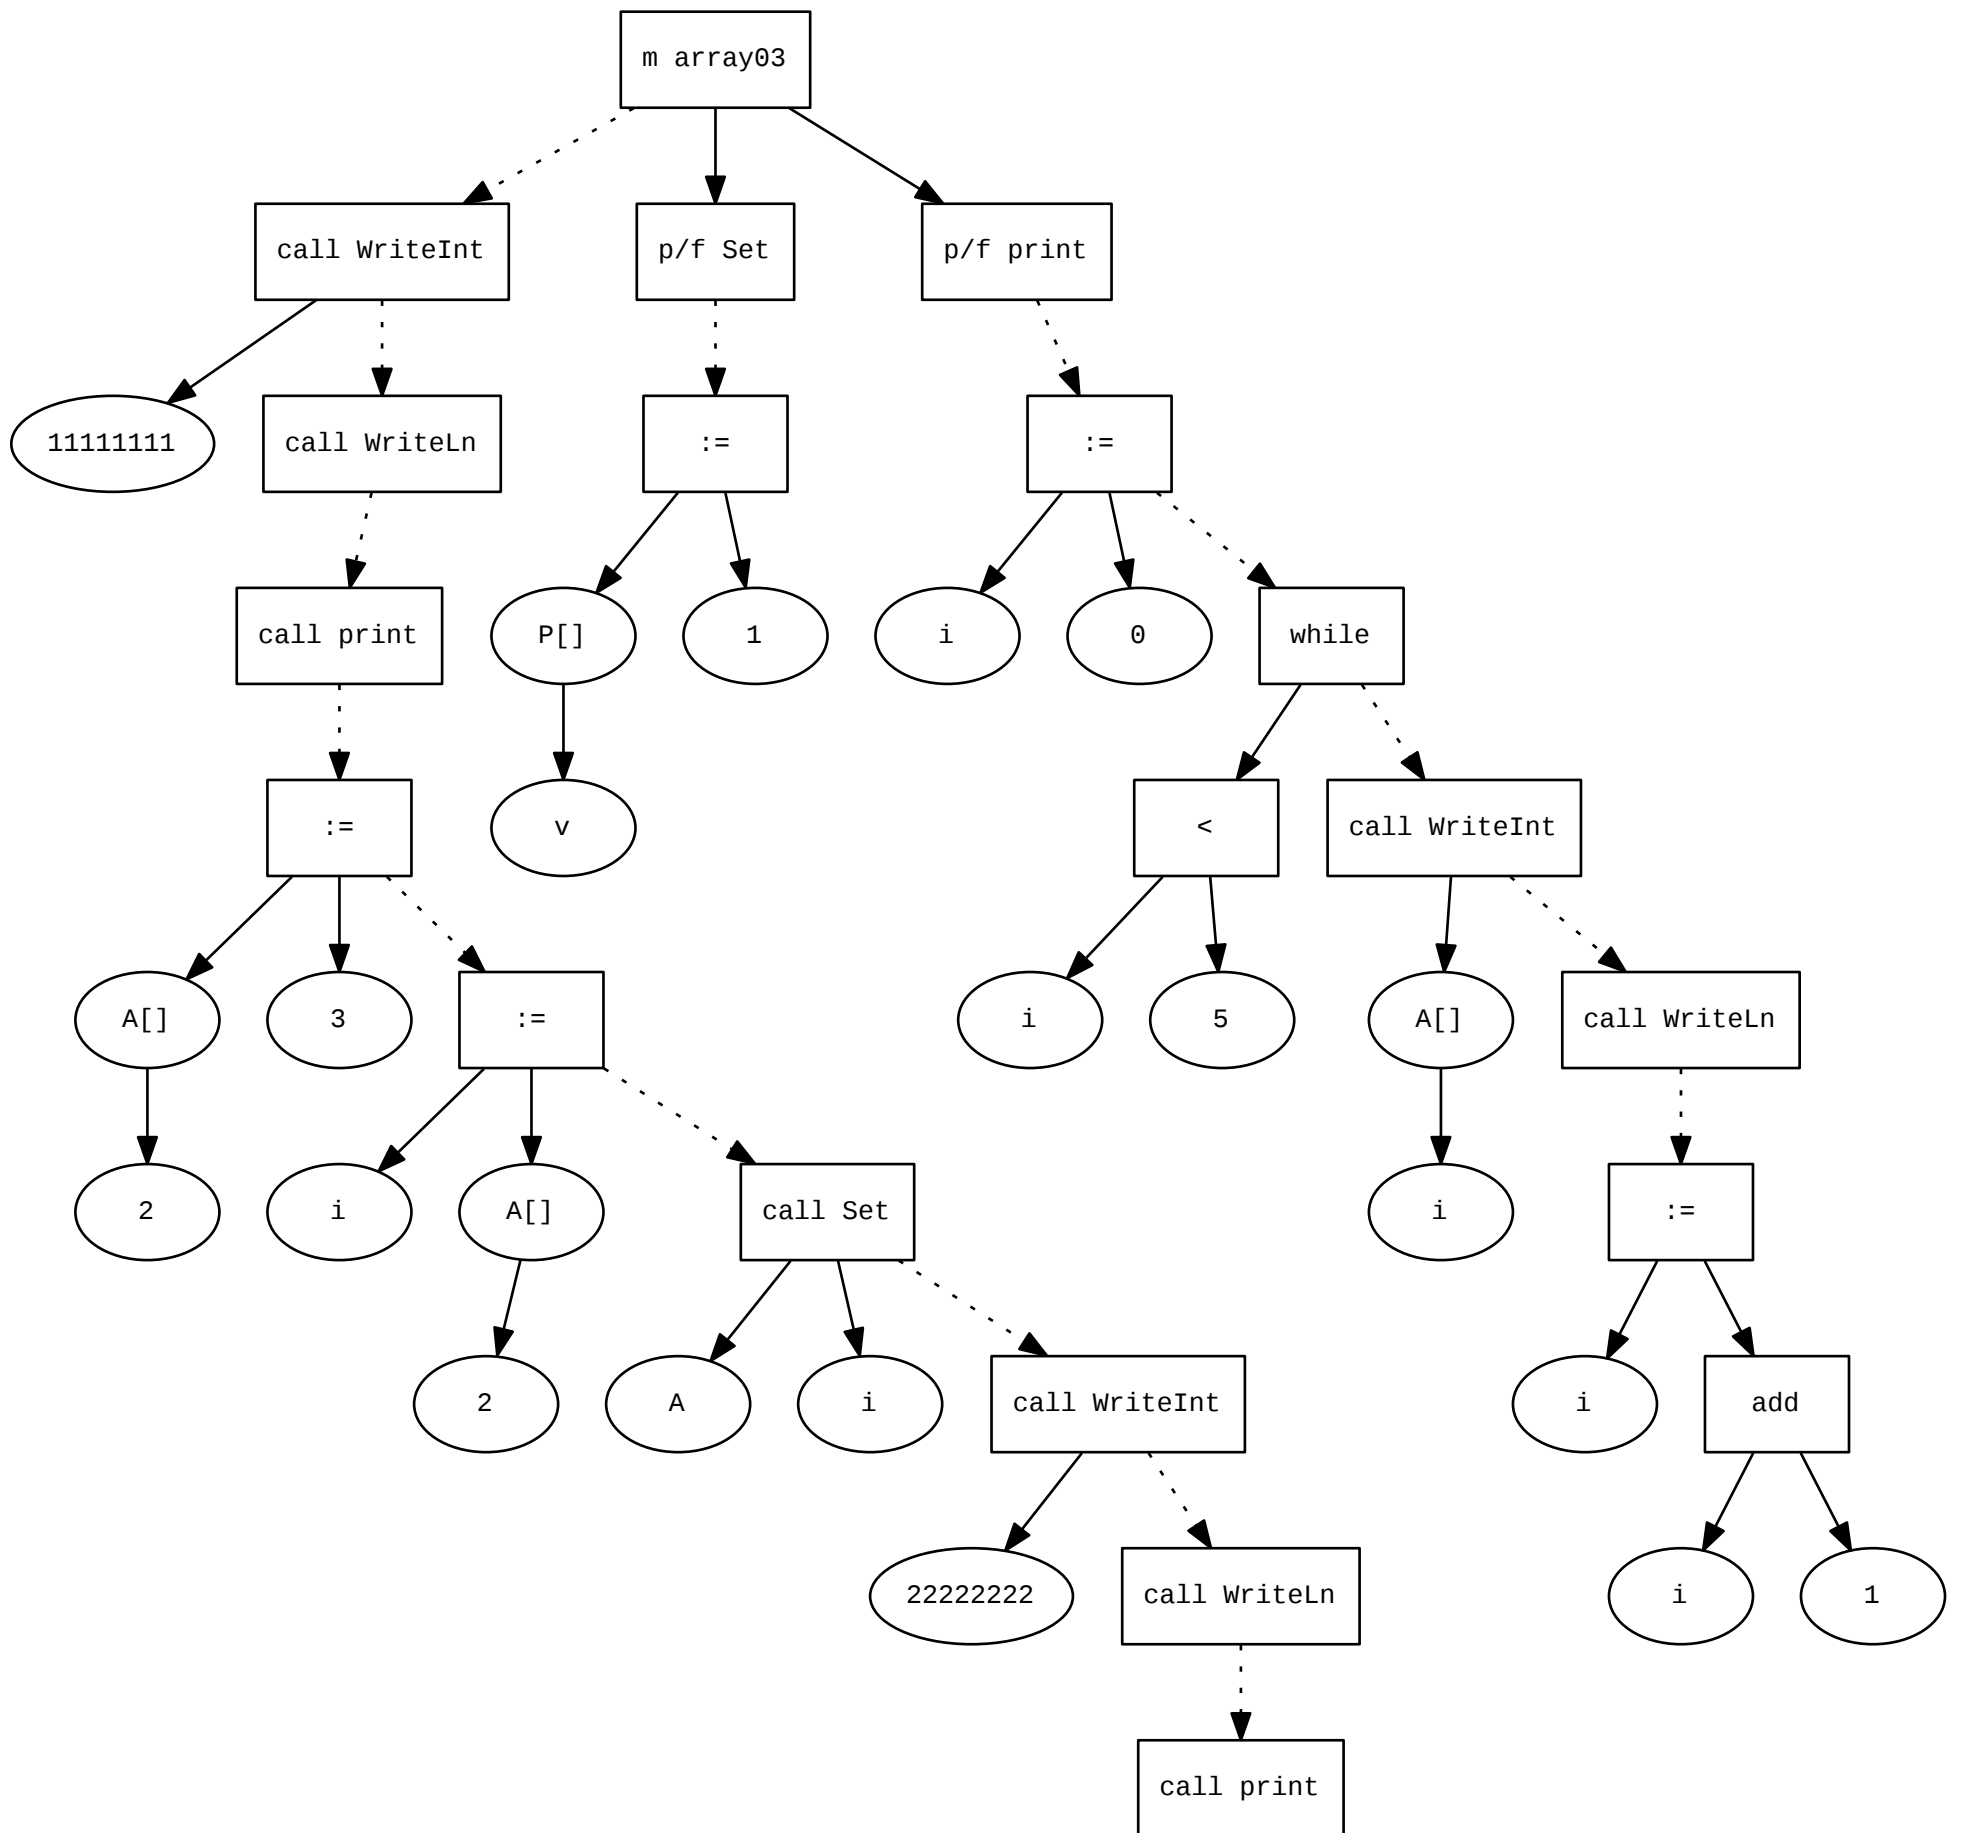 m array03
call WriteInt
p/f Set
p/f print
11111111
call WriteLn
:=
:=
call print
P[]
1
i
0
while
:=
v
<
call WriteInt
A[]
3
:=
i
5
A[]
call WriteLn
2
i
A[]
call Set
i
:=
2
A
i
call WriteInt
i
add
22222222
call WriteLn
i
1
call print